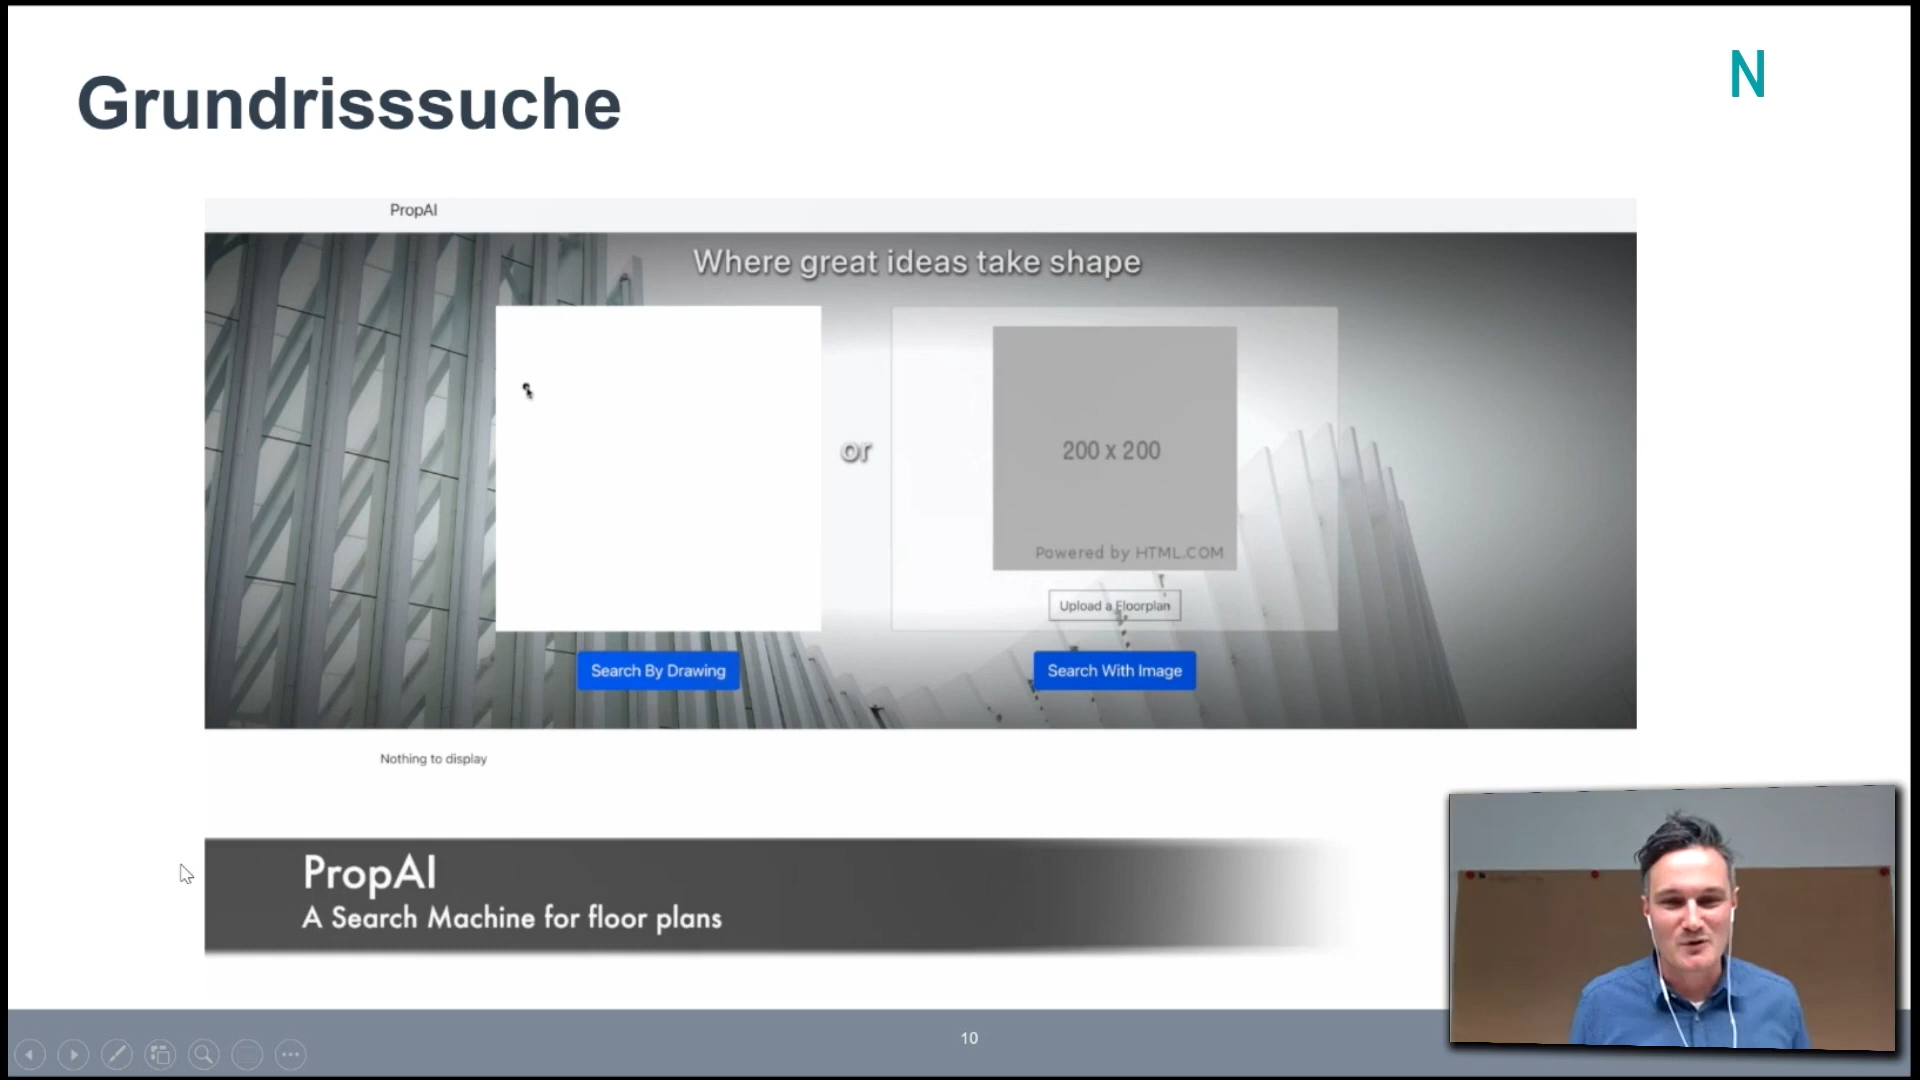 Grundrisssuche
N
PropAI
Where great ideas take shape
or
200 x 200
Powered by HTML.COM
Upload a Floorplan
Search By Drawing
Search With Image
Nothing to display
PropAI
A Search Machine for floor plans
10